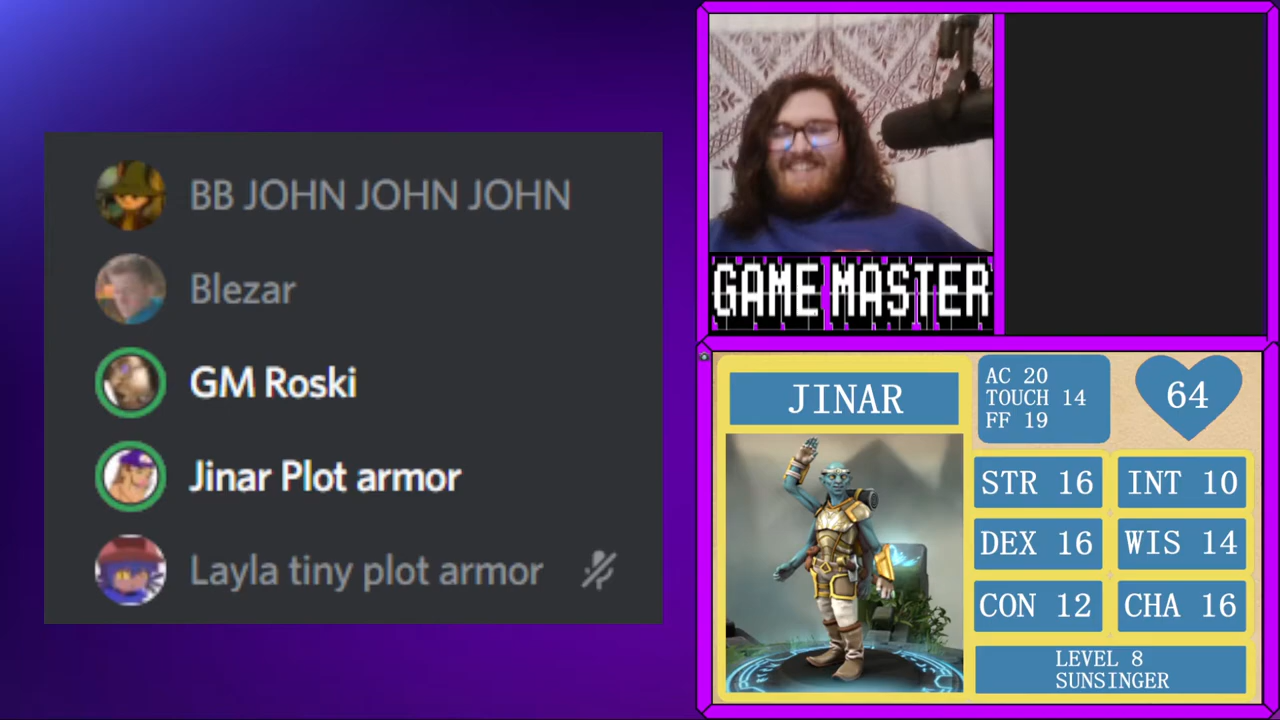 BB JOHN JOHN JOHN
Blezar
GM Roski
Jinar Plot armor
Layla tiny plot armor
GAME MASTER
JINAR
AC 20
TOUCH 14
FF 19
64
STR 16
INT 10
DEX 16
WIS 14
CON 12
CHA 16
LEVEL 8
SUNSINGER